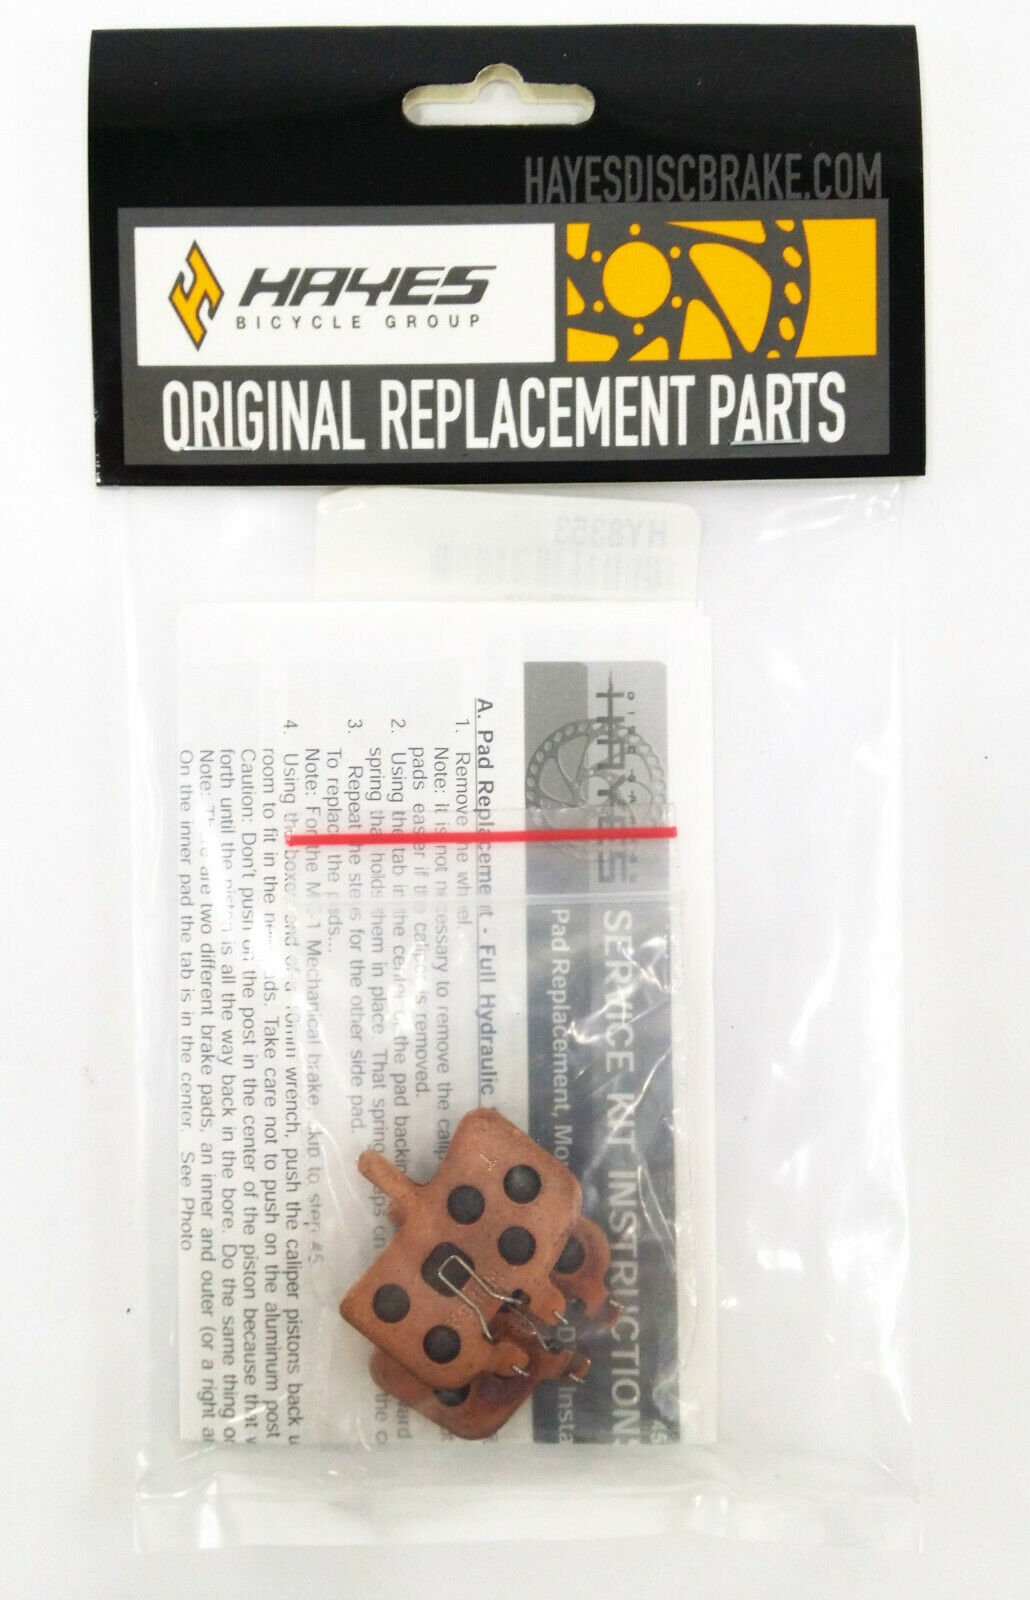 HAYESDISCBRAKE.COM
HAYES
BICYCLE GROUP
ORIGINAL REPLACEMENT PARTS
HY8353
HAYES
SERVICE KIT INSTRUCTIONS
Pad Replacement, Mo
Insta
A. Pad Replacement - Full Hydraulic
1. Remove the wheel.
Note: it is not necessary to remove the calip
pads easier if the caliper is removed.
2. Using the tab in the center of the pad backin
spring that holds them in place. That spring
3. Repeat the steps for the other side pad.
To replace the pads...
Note: For the MX-1 Mechanical brake, skip to step #5
4. Using the boxed end of a 10mm wrench, push the caliper pistons back
room to fit in the new pads. Take care not to push on the aluminum post
Caution: Don't push on the post in the center of the piston because that
forth until the piston is all the way back in the bore. Do the same thing
Note: There are two different brake pads, an inner and outer (or a right
On the inner pad the tab is in the center. See Photo